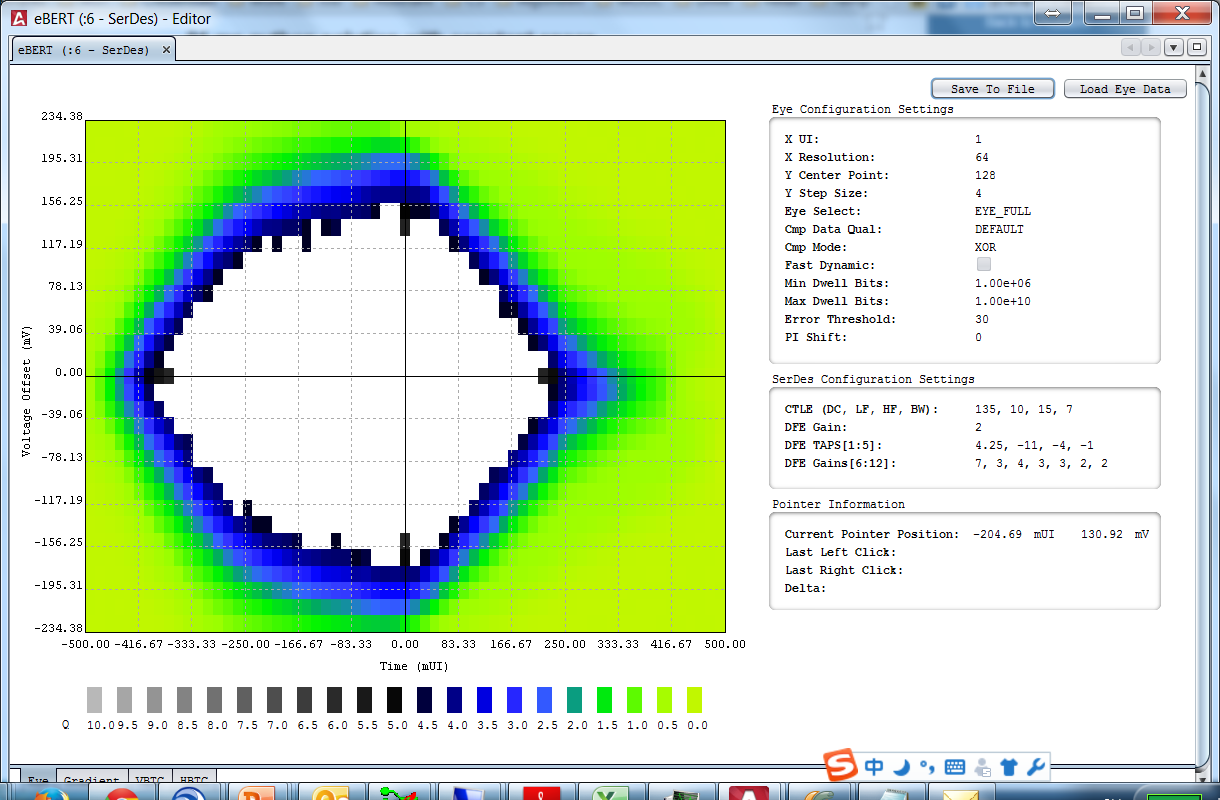 eBERT (:6 - SerDes) - Editor
eBERT (:6 - SerDes)
Save To File
Load Eye Data
Eye Configuration Settings
X UI: 1
X Resolution: 64
Y Center Point: 128
Y Step Size: 4
Eye Select: EYE_FULL
Cmp Data Qual: DEFAULT
Cmp Mode: XOR
Fast Dynamic:
Min Dwell Bits: 1.00e+06
Max Dwell Bits: 1.00e+10
Error Threshold: 30
PI Shift: 0
SerDes Configuration Settings
CTLE (DC, LF, HF, BW): 135, 10, 15, 7
DFE Gain: 2
DFE TAPS[1:5]: 4.25, -11, -4, -1
DFE Gains[6:12]: 7, 3, 4, 3, 3, 2, 2
Pointer Information
Current Pointer Position: -204.69 mUI 130.92 mV
Last Left Click:
Last Right Click:
Delta:
234.38
195.31
156.25
117.19
78.13
39.06
0.00
-39.06
-78.13
-117.19
-156.25
-195.31
-234.38
Voltage Offset (mV)
-500.00 -416.67 -333.33 -250.00 -166.67 -83.33 0.00 83.33 166.67 250.00 333.33 416.67 500.00
Time (mUI)
Q 10.0 9.5 9.0 8.5 8.0 7.5 7.0 6.5 6.0 5.5 5.0 4.5 4.0 3.5 3.0 2.5 2.0 1.5 1.0 0.5 0.0
Eye Gradient VBTC HBTC
中